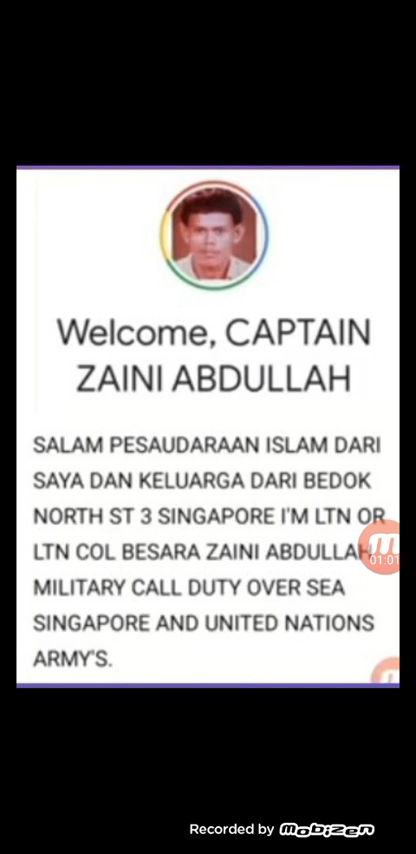 Welcome, CAPTAIN
ZAINI ABDULLAH
SALAM PESAUDARAAN ISLAM DARI
SAYA DAN KELUARGA DARI BEDOK
NORTH ST 3 SINGAPORE I'M LTN OR
LTN COL BESARA ZAINI ABDULLAH
MILITARY CALL DUTY OVER SEA
SINGAPORE AND UNITED NATIONS
ARMY'S.
01:01
Recorded by Mobizen